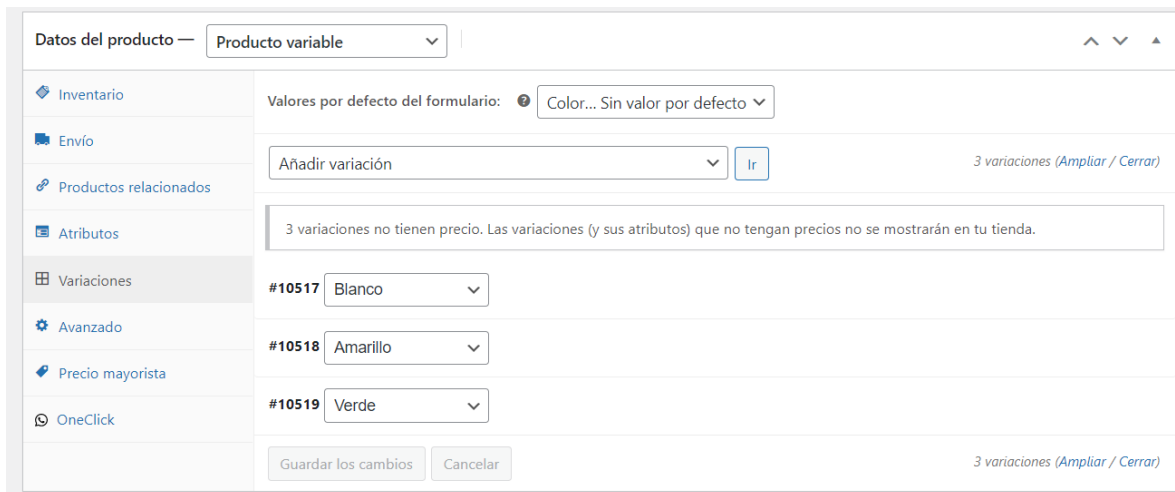 Datos del producto — Producto variable
Inventario
Envío
Productos relacionados
Atributos
Variaciones
Avanzado
Precio mayorista
OneClick
Valores por defecto del formulario: ? Color... Sin valor por defecto
Añadir variación Ir 3 variaciones (Ampliar / Cerrar)
3 variaciones no tienen precio. Las variaciones (y sus atributos) que no tengan precios no se mostrarán en tu tienda.
#10517 Blanco
#10518 Amarillo
#10519 Verde
Guardar los cambios Cancelar 3 variaciones (Ampliar / Cerrar)